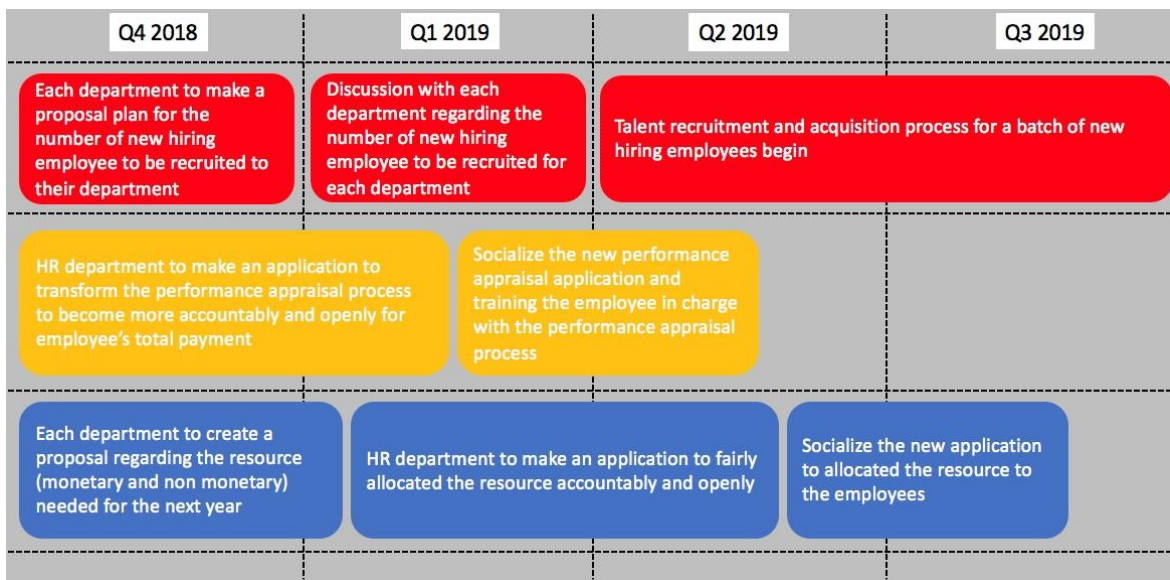 Q4 2018
Q1 2019
Q2 2019
Q3 2019
Each department to make a
proposal plan for the
number of new hiring
employee to be recruited to
their department
Discussion with each
department regarding the
number of new hiring
employee to be recruited for
each department
Talent recruitment and acquisition process for a batch of new
hiring employees begin
HR department to make an application to
transform the performance appraisal process
to become more accountably and openly for
employee's total payment
Socialize the new performance
appraisal application and
training the employee in charge
with the performance appraisal
process
Each department to create a
proposal regarding the resource
(monetary and non monetary)
needed for the next year
HR department to make an application to fairly
allocated the resource accountably and openly
Socialize the new application
to allocated the resource to
the employees